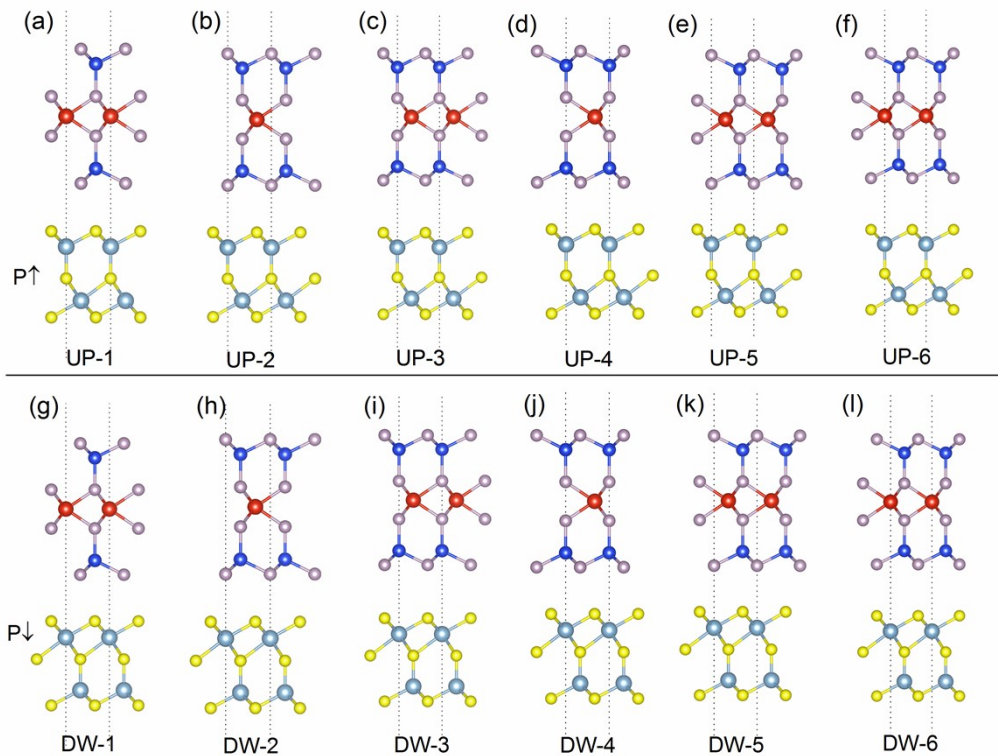 (a) (b) (c) (d) (e) (f)
P↑
UP-1 UP-2 UP-3 UP-4 UP-5 UP-6
(g) (h) (i) (j) (k) (l)
P↓
DW-1 DW-2 DW-3 DW-4 DW-5 DW-6